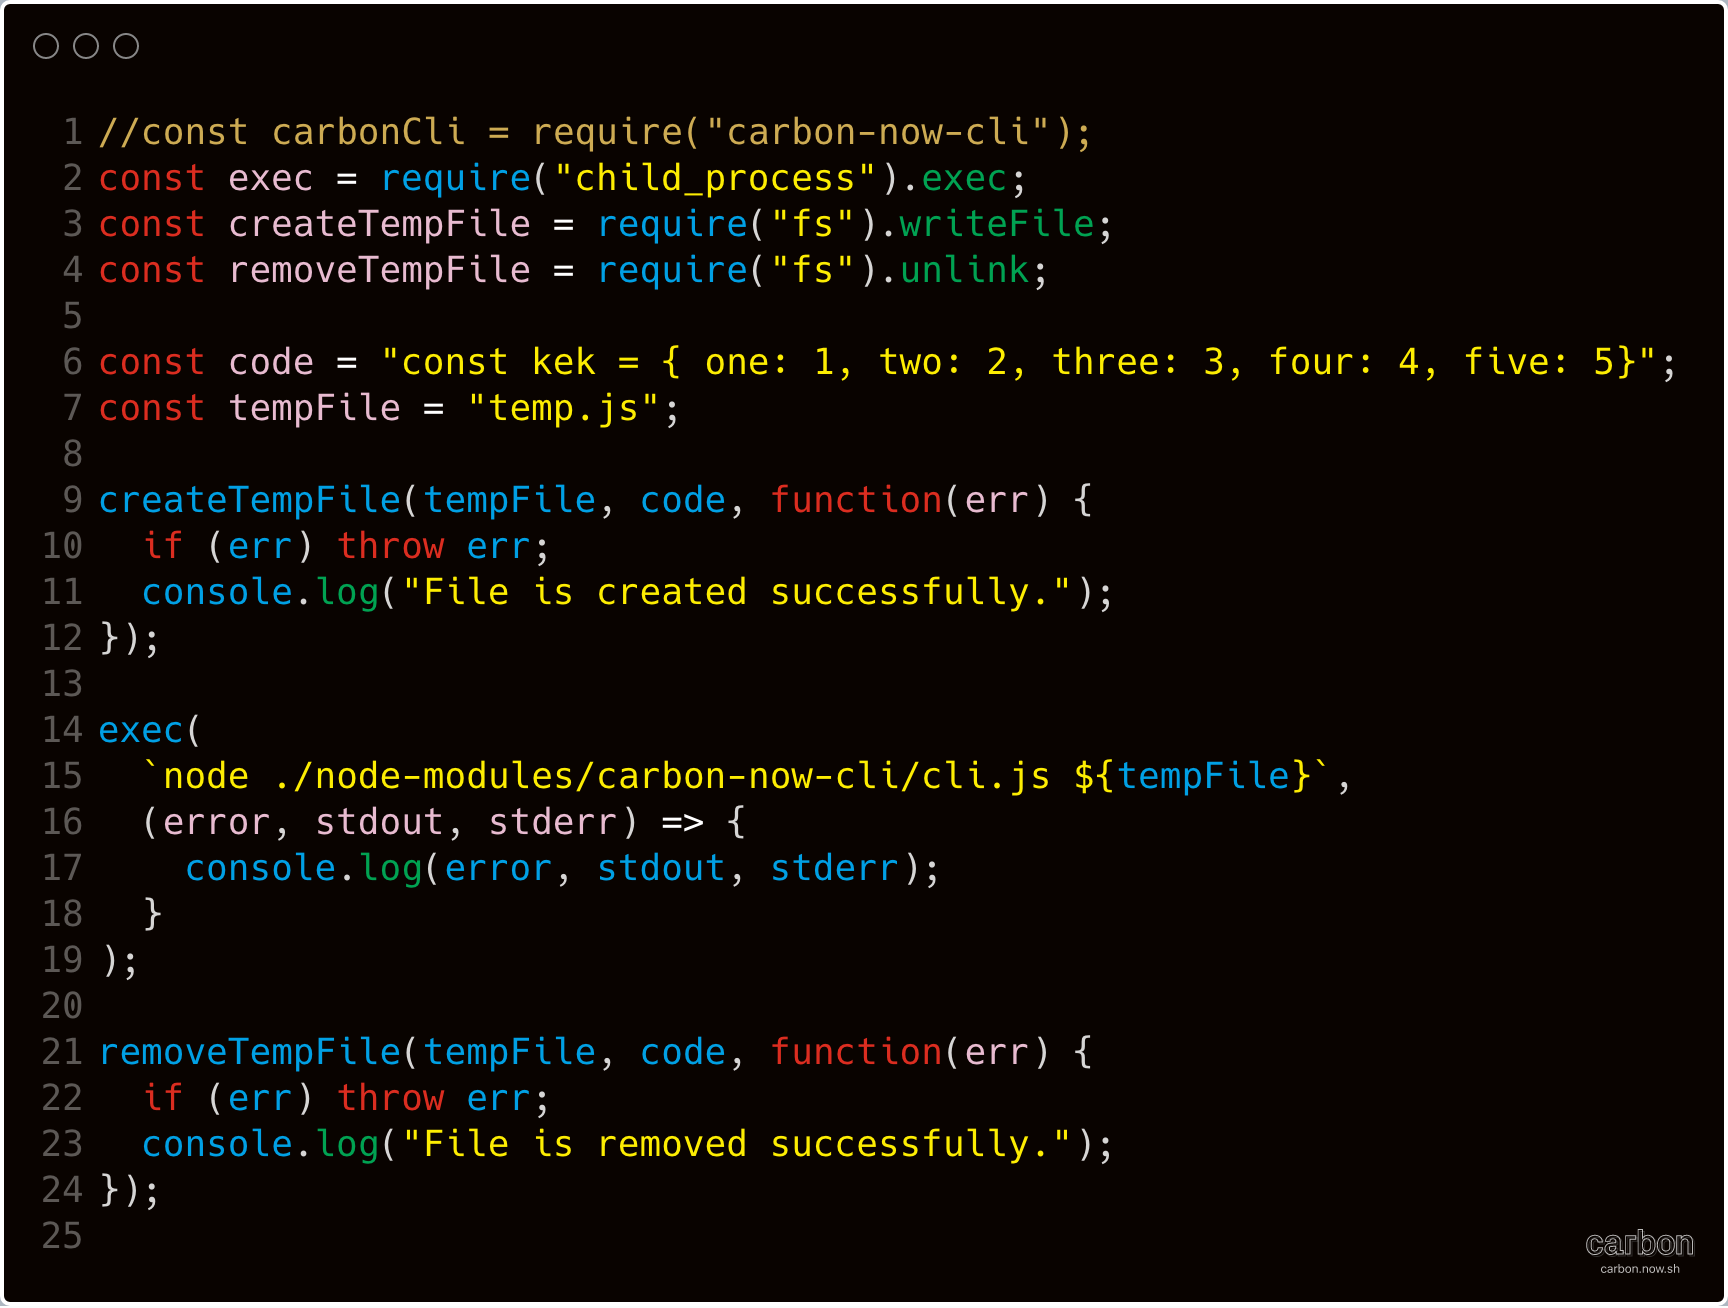 1 //const carbonCli = require("carbon-now-cli");
2 const exec = require("child_process").exec;
3 const createTempFile = require("fs").writeFile;
4 const removeTempFile = require("fs").unlink;
5
6 const code = "const kek = { one: 1, two: 2, three: 3, four: 4, five: 5}";
7 const tempFile = "temp.js";
8
9 createTempFile(tempFile, code, function(err) {
10   if (err) throw err;
11   console.log("File is created successfully.");
12 });
13
14 exec(
15   `node ./node-modules/carbon-now-cli/cli.js ${tempFile}`,
16   (error, stdout, stderr) => {
17     console.log(error, stdout, stderr);
18   }
19 );
20
21 removeTempFile(tempFile, code, function(err) {
22   if (err) throw err;
23   console.log("File is removed successfully.");
24 });
25
carbon
carbon.now.sh